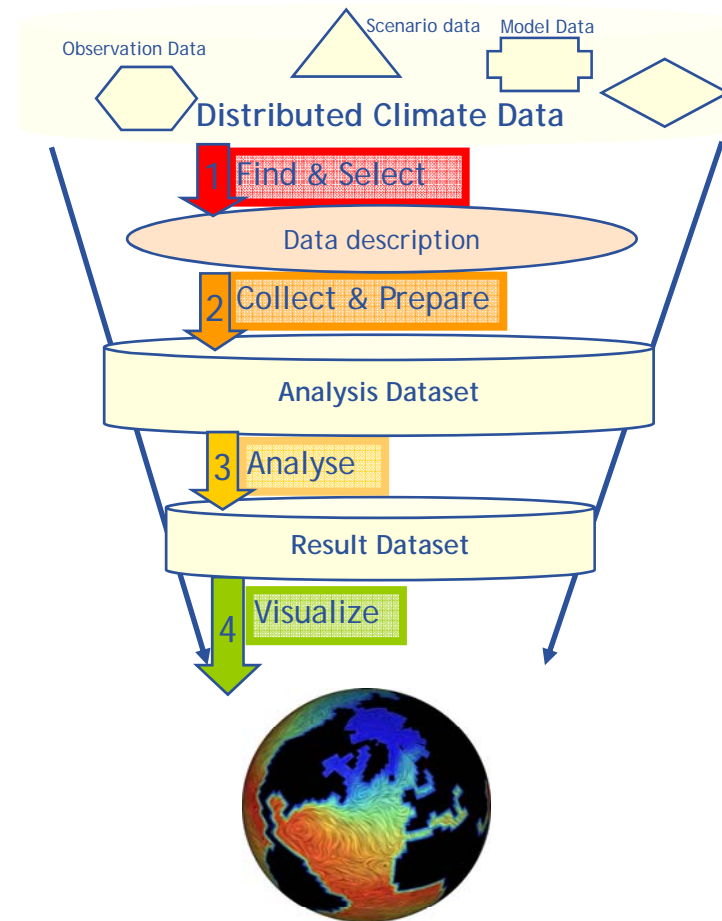 Scenario data
Model Data
Observation Data
Distributed Climate Data
1 Find & Select
Data description
2 Collect & Prepare
Analysis Dataset
3 Analyse
Result Dataset
4 Visualize